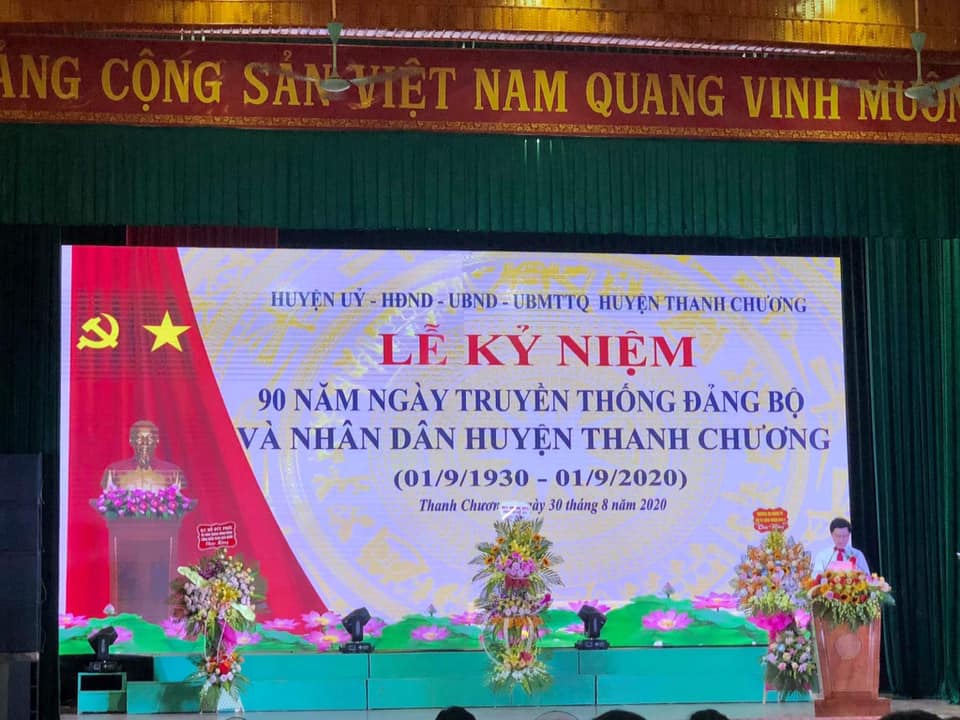 ẢNG CỘNG SẢN VIỆT NAM QUANG VINH MUÔN
HUYỆN UỶ - HĐND - UBND - UBMTTQ HUYỆN THANH CHƯƠNG
LỄ KỶ NIỆM
90 NĂM NGÀY TRUYỀN THỐNG ĐẢNG BỘ
VÀ NHÂN DÂN HUYỆN THANH CHƯƠNG
(01/9/1930 - 01/9/2020)
Thanh Chương, ngày 30 tháng 8 năm 2020